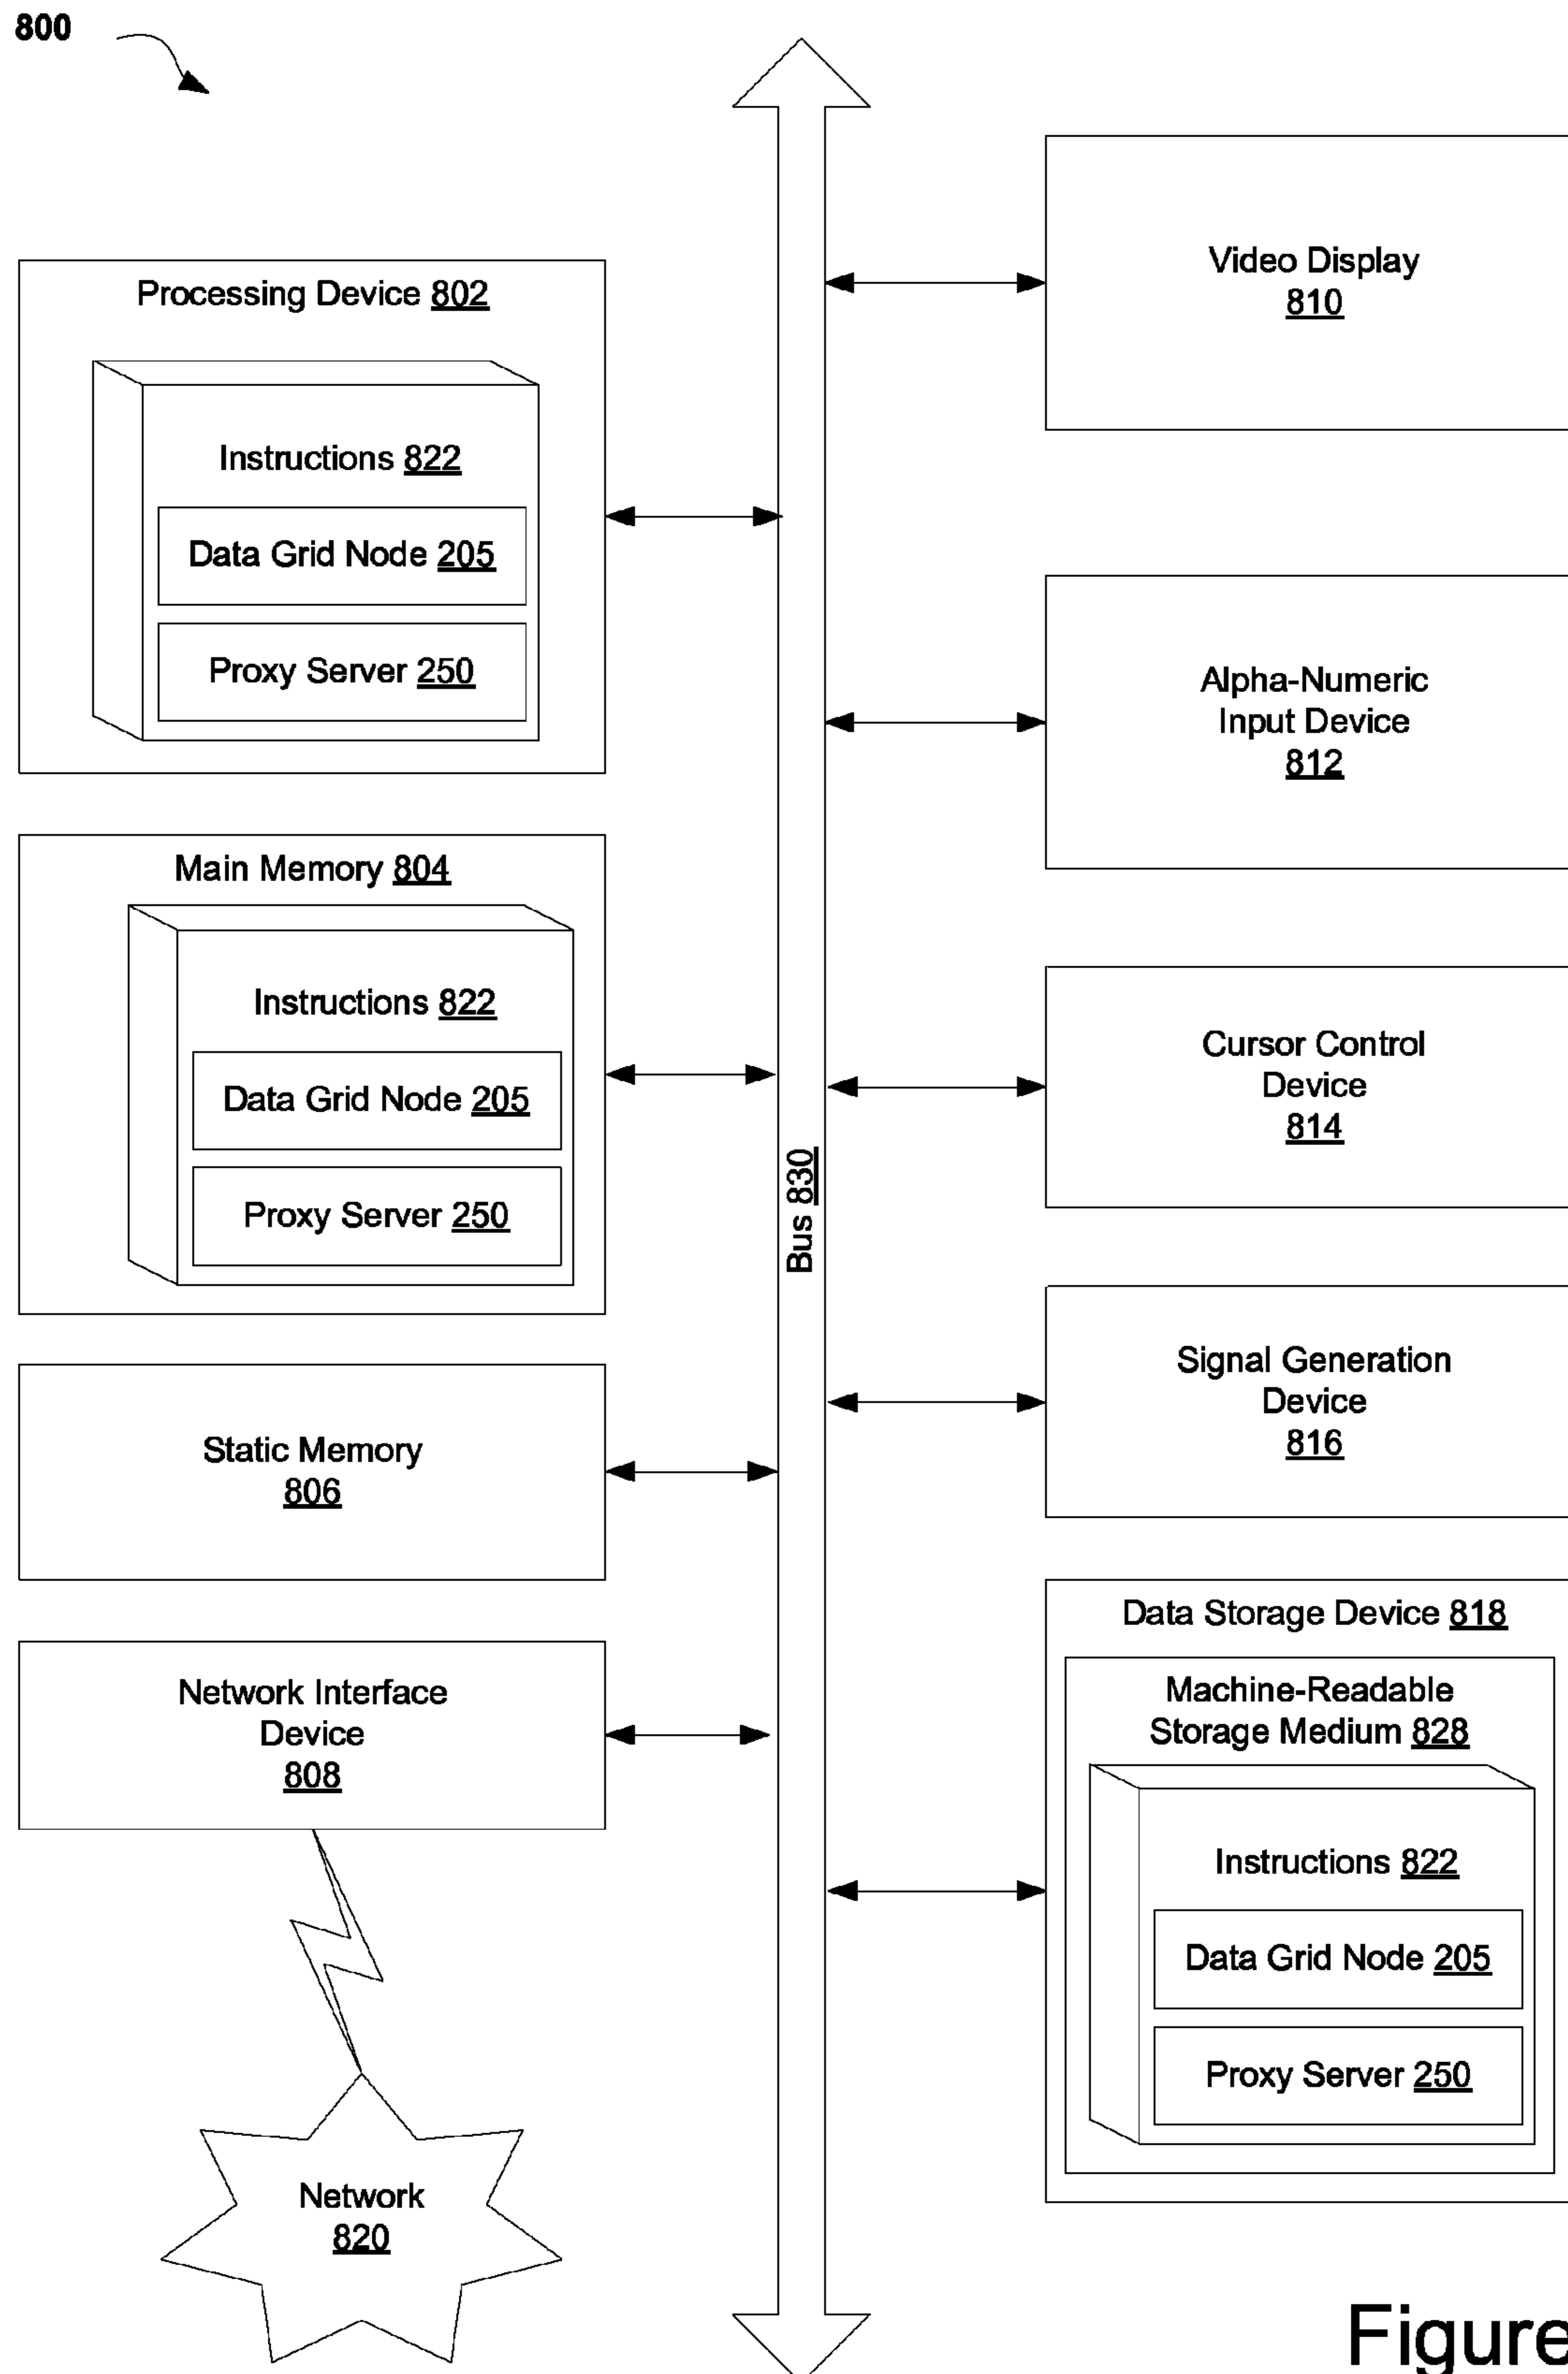 800
Processing Device 802
Instructions 822
Data Grid Node 205
Proxy Server 250
Main Memory 804
Instructions 822
Data Grid Node 205
Proxy Server 250
Static Memory
806
Network Interface
Device
808
Network
820
Bus 830
Video Display
810
Alpha-Numeric
Input Device
812
Cursor Control
Device
814
Signal Generation
Device
816
Data Storage Device 818
Machine-Readable
Storage Medium 828
Instructions 822
Data Grid Node 205
Proxy Server 250
Figure